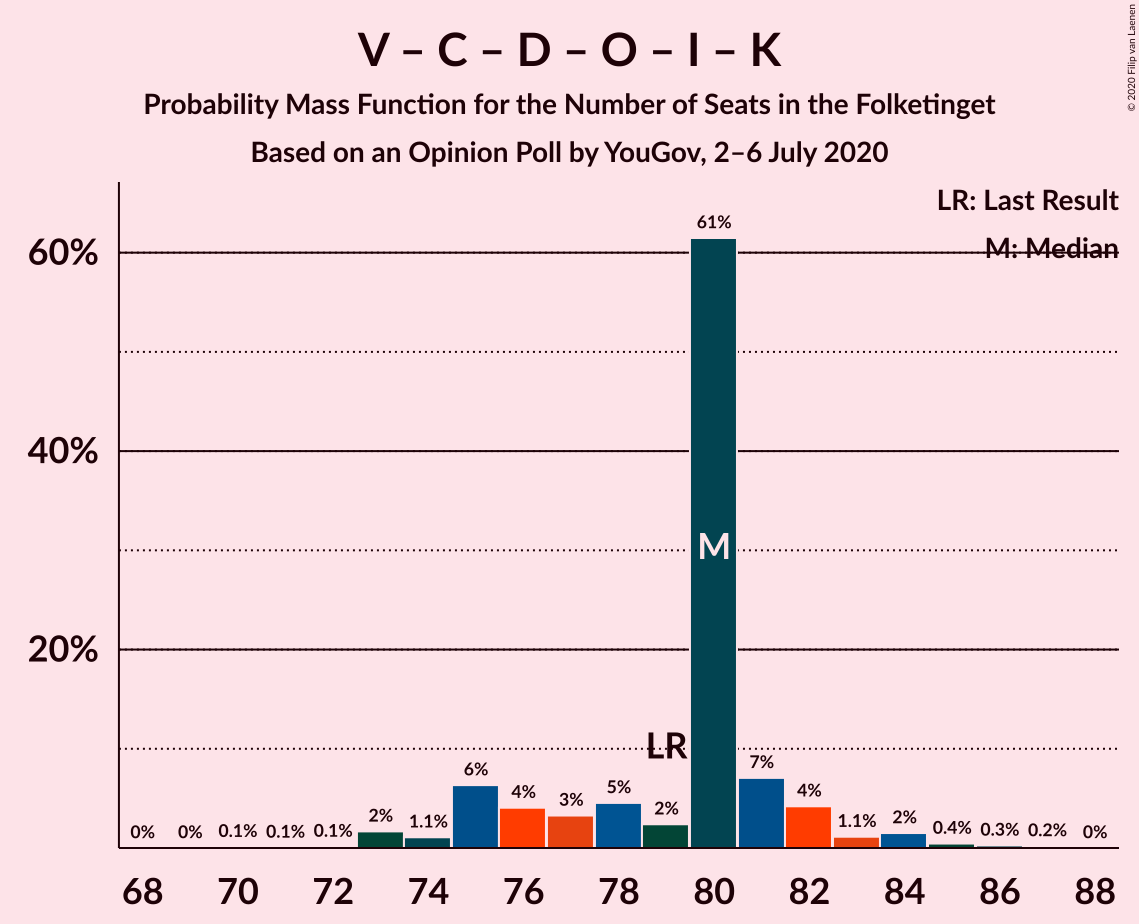 V – C – D – O – I – K
Probability Mass Function for the Number of Seats in the Folketinget
Based on an Opinion Poll by YouGov, 2–6 July 2020
© 2020 Filip van Laenen
LR: Last Result
M: Median
60%
40%
20%
0% 0% 0.1% 0.1% 0.1% 2% 1.1% 6% 4% 3% 5% 2% 61% 7% 4% 1.1% 2% 0.4% 0.3% 0.2% 0%
LR
M
68 70 72 74 76 78 80 82 84 86 88